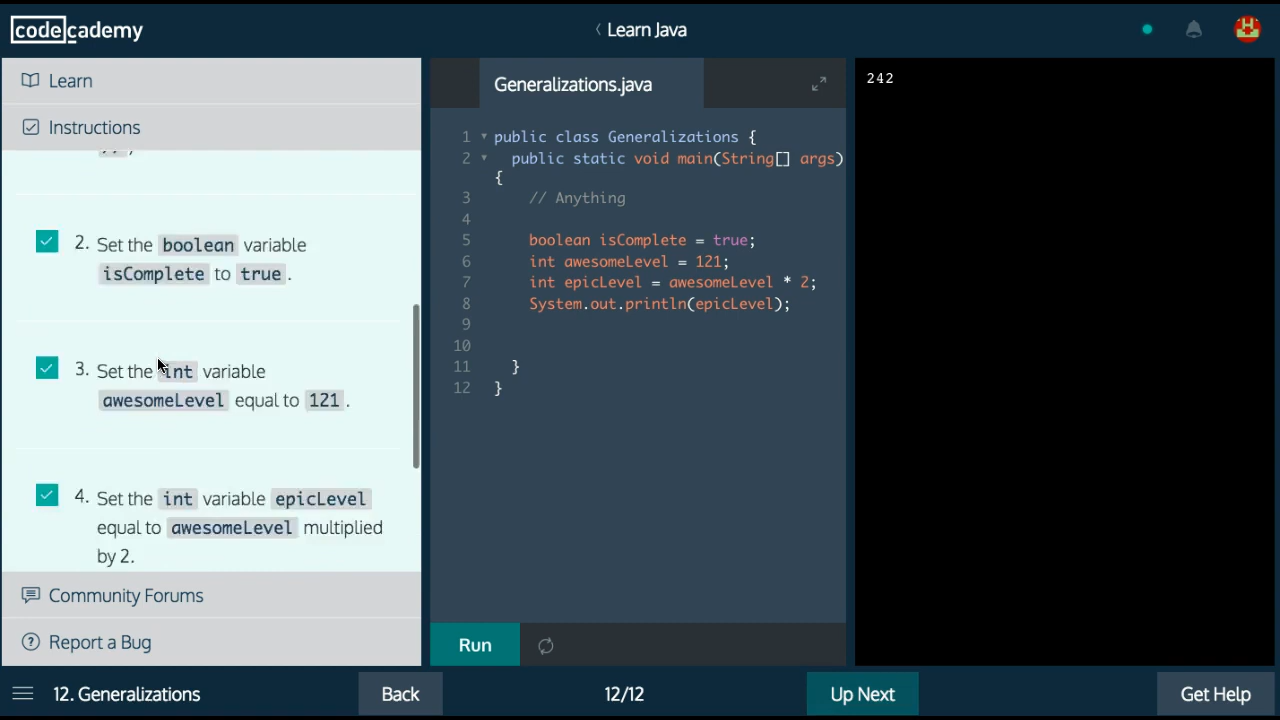 codecademy
Learn Java
Learn
Instructions
2. Set the boolean variable
isComplete to true.
3. Set the int variable
awesomeLevel equal to 121.
4. Set the int variable epicLevel
equal to awesomeLevel multiplied
by 2.
Community Forums
Report a Bug
Generalizations.java
1 public class Generalizations {
2 public static void main(String[] args)
{
3 // Anything
4
5 boolean isComplete = true;
6 int awesomeLevel = 121;
7 int epicLevel = awesomeLevel * 2;
8 System.out.println(epicLevel);
9
10
11 }
12 }
Run
242
12. Generalizations
Back
12/12
Up Next
Get Help